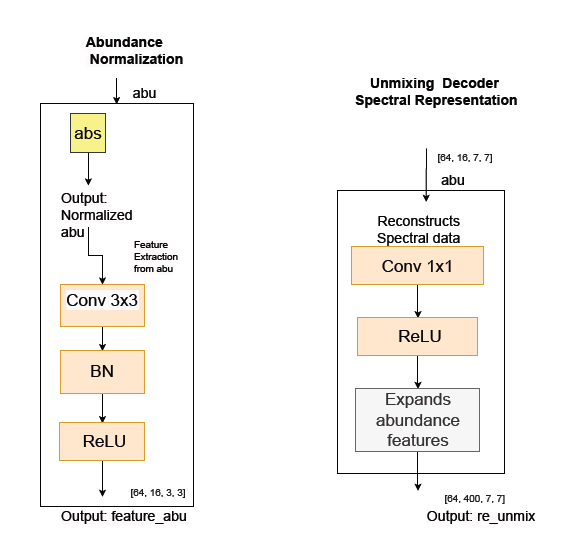 Abundance
Normalization
abu
abs
Output:
Normalized
abu
Feature
Extraction
from abu
Conv 3x3
BN
ReLU
[64, 16, 3, 3]
Output: feature_abu
Unmixing Decoder
Spectral Representation
[64, 16, 7, 7]
abu
Reconstructs
Spectral data
Conv 1x1
ReLU
Expands
abundance
features
[64, 400, 7, 7]
Output: re_unmix